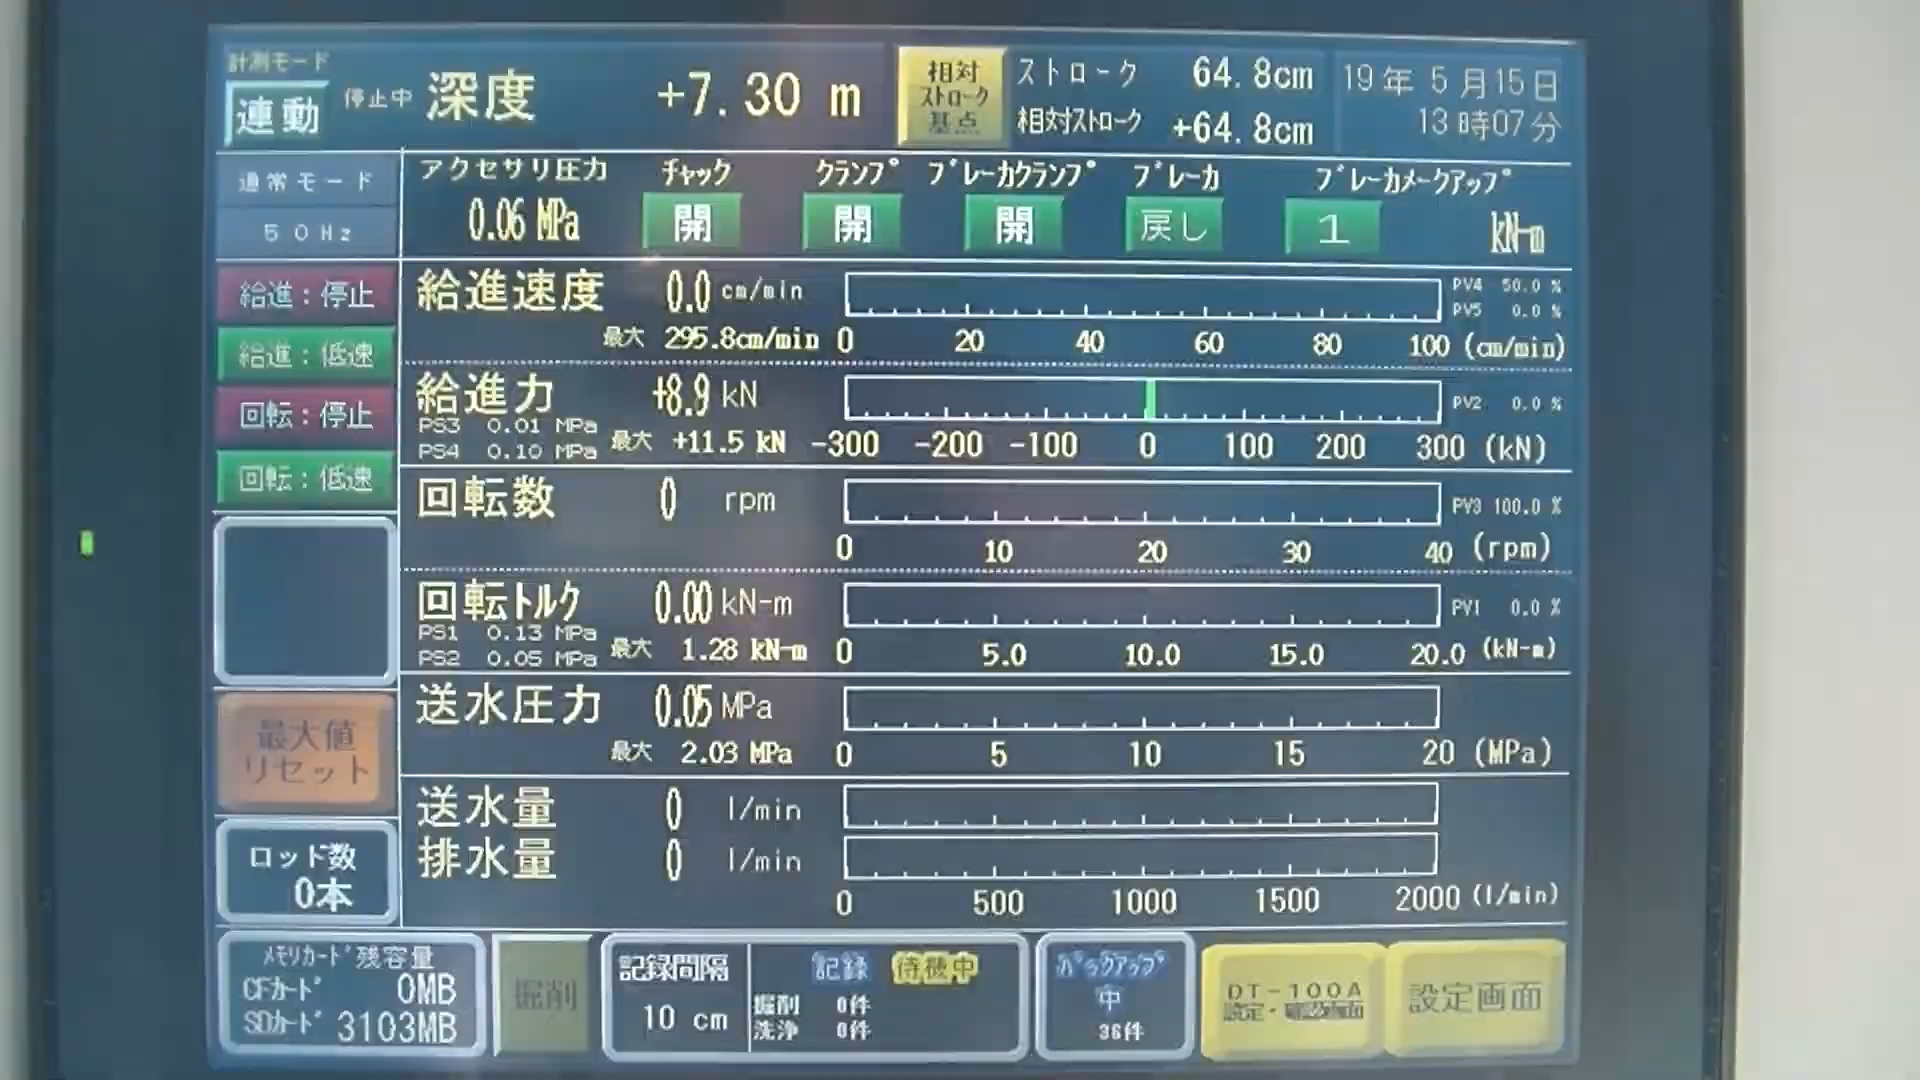 計測モード
連動 停止中 深度 +7.30 m
相対
ストローク
基点
ストローク 64.8cm
相対ストローク +64.8cm
19年 5月15日
13時07分
通常モード
50Hz
アクセサリ圧力 チャック クランプ ブレーカクランプ ブレーカ ブレーカメークアップ
0.06 MPa 開 開 開 戻し 1 kN-m
給進:停止
給進:低速
回転:停止
回転:低速
給進速度 0.0 cm/min
最大 295.8cm/min
0 20 40 60 80 100 (cm/min)
PV4 50.0 %
PV5 0.0 %
給進力 +8.9 kN
PS3 0.01 MPa
PS4 0.10 MPa
最大 +11.5 kN
-300 -200 -100 0 100 200 300 (kN)
PV2 0.0 %
回転数 0 rpm
0 10 20 30 40 (rpm)
PV3 100.0 %
回転トルク 0.00 kN-m
PS1 0.13 MPa
PS2 0.05 MPa
最大 1.28 kN-m
0 5.0 10.0 15.0 20.0 (kN-m)
PV1 0.0 %
送水圧力 0.05 MPa
最大 2.03 MPa
0 5 10 15 20 (MPa)
送水量 0 l/min
排水量 0 l/min
0 500 1000 1500 2000 (l/min)
最大値
リセット
ロッド数
0本
メモリカード残容量
CFカード 0MB
SDカード 3103MB
掘削
記録間隔
10 cm
記録 待機中
掘削 0件
洗浄 0件
バックアップ
中
36件
DT-100A
設定・確認画面
設定画面